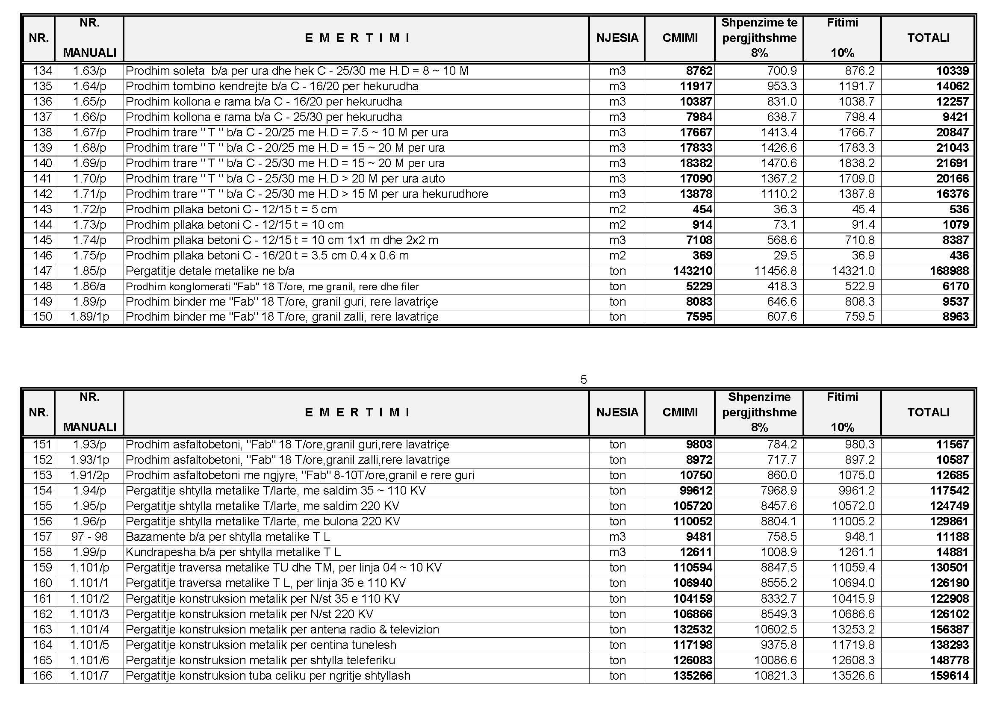 NR. NR. MANUALI E M E R T I M I NJESIA CMIMI Shpenzime te pergjithshme 8% Fitimi 10% TOTALI
134 1.63/p Prodhim soleta b/a per ura dhe hek C - 25/30 me H.D = 8 ~ 10 M m3 8762 700.9 876.2 10339
135 1.64/p Prodhim tombino kendrejte b/a C - 16/20 per hekurudha m3 11917 953.3 1191.7 14062
136 1.65/p Prodhim kollona e rama b/a C - 16/20 per hekurudha m3 10387 831.0 1038.7 12257
137 1.66/p Prodhim kollona e rama b/a C - 25/30 per hekurudha m3 7984 638.7 798.4 9421
138 1.67/p Prodhim trare " T " b/a C - 20/25 me H.D = 7.5 ~ 10 M per ura m3 17667 1413.4 1766.7 20847
139 1.68/p Prodhim trare " T " b/a C - 20/25 me H.D = 15 ~ 20 M per ura m3 17833 1426.6 1783.3 21043
140 1.69/p Prodhim trare " T " b/a C - 25/30 me H.D = 15 ~ 20 M per ura m3 18382 1470.6 1838.2 21691
141 1.70/p Prodhim trare " T " b/a C - 25/30 me H.D > 20 M per ura auto m3 17090 1367.2 1709.0 20166
142 1.71/p Prodhim trare " T " b/a C - 25/30 me H.D > 15 M per ura hekurudhore m3 13878 1110.2 1387.8 16376
143 1.72/p Prodhim pllaka betoni C - 12/15 t = 5 cm m2 454 36.3 45.4 536
144 1.73/p Prodhim pllaka betoni C - 12/15 t = 10 cm m2 914 73.1 91.4 1079
145 1.74/p Prodhim pllaka betoni C - 12/15 t = 10 cm 1x1 m dhe 2x2 m m3 7108 568.6 710.8 8387
146 1.75/p Prodhim pllaka betoni C - 16/20 t = 3.5 cm 0.4 x 0.6 m m2 369 29.5 36.9 436
147 1.85/p Pergatitje detale metalike ne b/a ton 143210 11456.8 14321.0 168988
148 1.86/a Prodhim konglomerati "Fab" 18 T/ore, me granil, rere dhe filer ton 5229 418.3 522.9 6170
149 1.89/p Prodhim binder me "Fab" 18 T/ore, granil guri, rere lavatriçe ton 8083 646.6 808.3 9537
150 1.89/1p Prodhim binder me "Fab" 18 T/ore, granil zalli, rere lavatriçe ton 7595 607.6 759.5 8963
5
NR. NR. MANUALI E M E R T I M I NJESIA CMIMI Shpenzime pergjithshme 8% Fitimi 10% TOTALI
151 1.93/p Prodhim asfaltobetoni, "Fab" 18 T/ore,granil guri,rere lavatriçe ton 9803 784.2 980.3 11567
152 1.93/1p Prodhim asfaltobetoni, "Fab" 18 T/ore,granil zalli,rere lavatriçe ton 8972 717.7 897.2 10587
153 1.91/2p Prodhim asfaltobetoni me ngjyre, "Fab" 8-10T/ore,granil e rere guri ton 10750 860.0 1075.0 12685
154 1.94/p Pergatitje shtylla metalike T/larte, me saldim 35 ~ 110 KV ton 99612 7968.9 9961.2 117542
155 1.95/p Pergatitje shtylla metalike T/larte, me saldim 220 KV ton 105720 8457.6 10572.0 124749
156 1.96/p Pergatitje shtylla metalike T/larte, me bulona 220 KV ton 110052 8804.1 11005.2 129861
157 97 - 98 Bazamente b/a per shtylla metalike T L m3 9481 758.5 948.1 11188
158 1.99/p Kundrapesha b/a per shtylla metalike T L m3 12611 1008.9 1261.1 14881
159 1.101/p Pergatitje traversa metalike TU dhe TM, per linja 04 ~ 10 KV ton 110594 8847.5 11059.4 130501
160 1.101/1 Pergatitje traversa metalike T L, per linja 35 e 110 KV ton 106940 8555.2 10694.0 126190
161 1.101/2 Pergatitje konstruksion metalik per N/st 35 e 110 KV ton 104159 8332.7 10415.9 122908
162 1.101/3 Pergatitje konstruksion metalik per N/st 220 KV ton 106866 8549.3 10686.6 126102
163 1.101/4 Pergatitje konstruksion metalik per antena radio & televizion ton 132532 10602.5 13253.2 156387
164 1.101/5 Pergatitje konstruksion metalik per centina tunelesh ton 117198 9375.8 11719.8 138293
165 1.101/6 Pergatitje konstruksion metalik per shtylla teleferiku ton 126083 10086.6 12608.3 148778
166 1.101/7 Pergatitje konstruksion tuba celiku per ngritje shtyllash ton 135266 10821.3 13526.6 159614